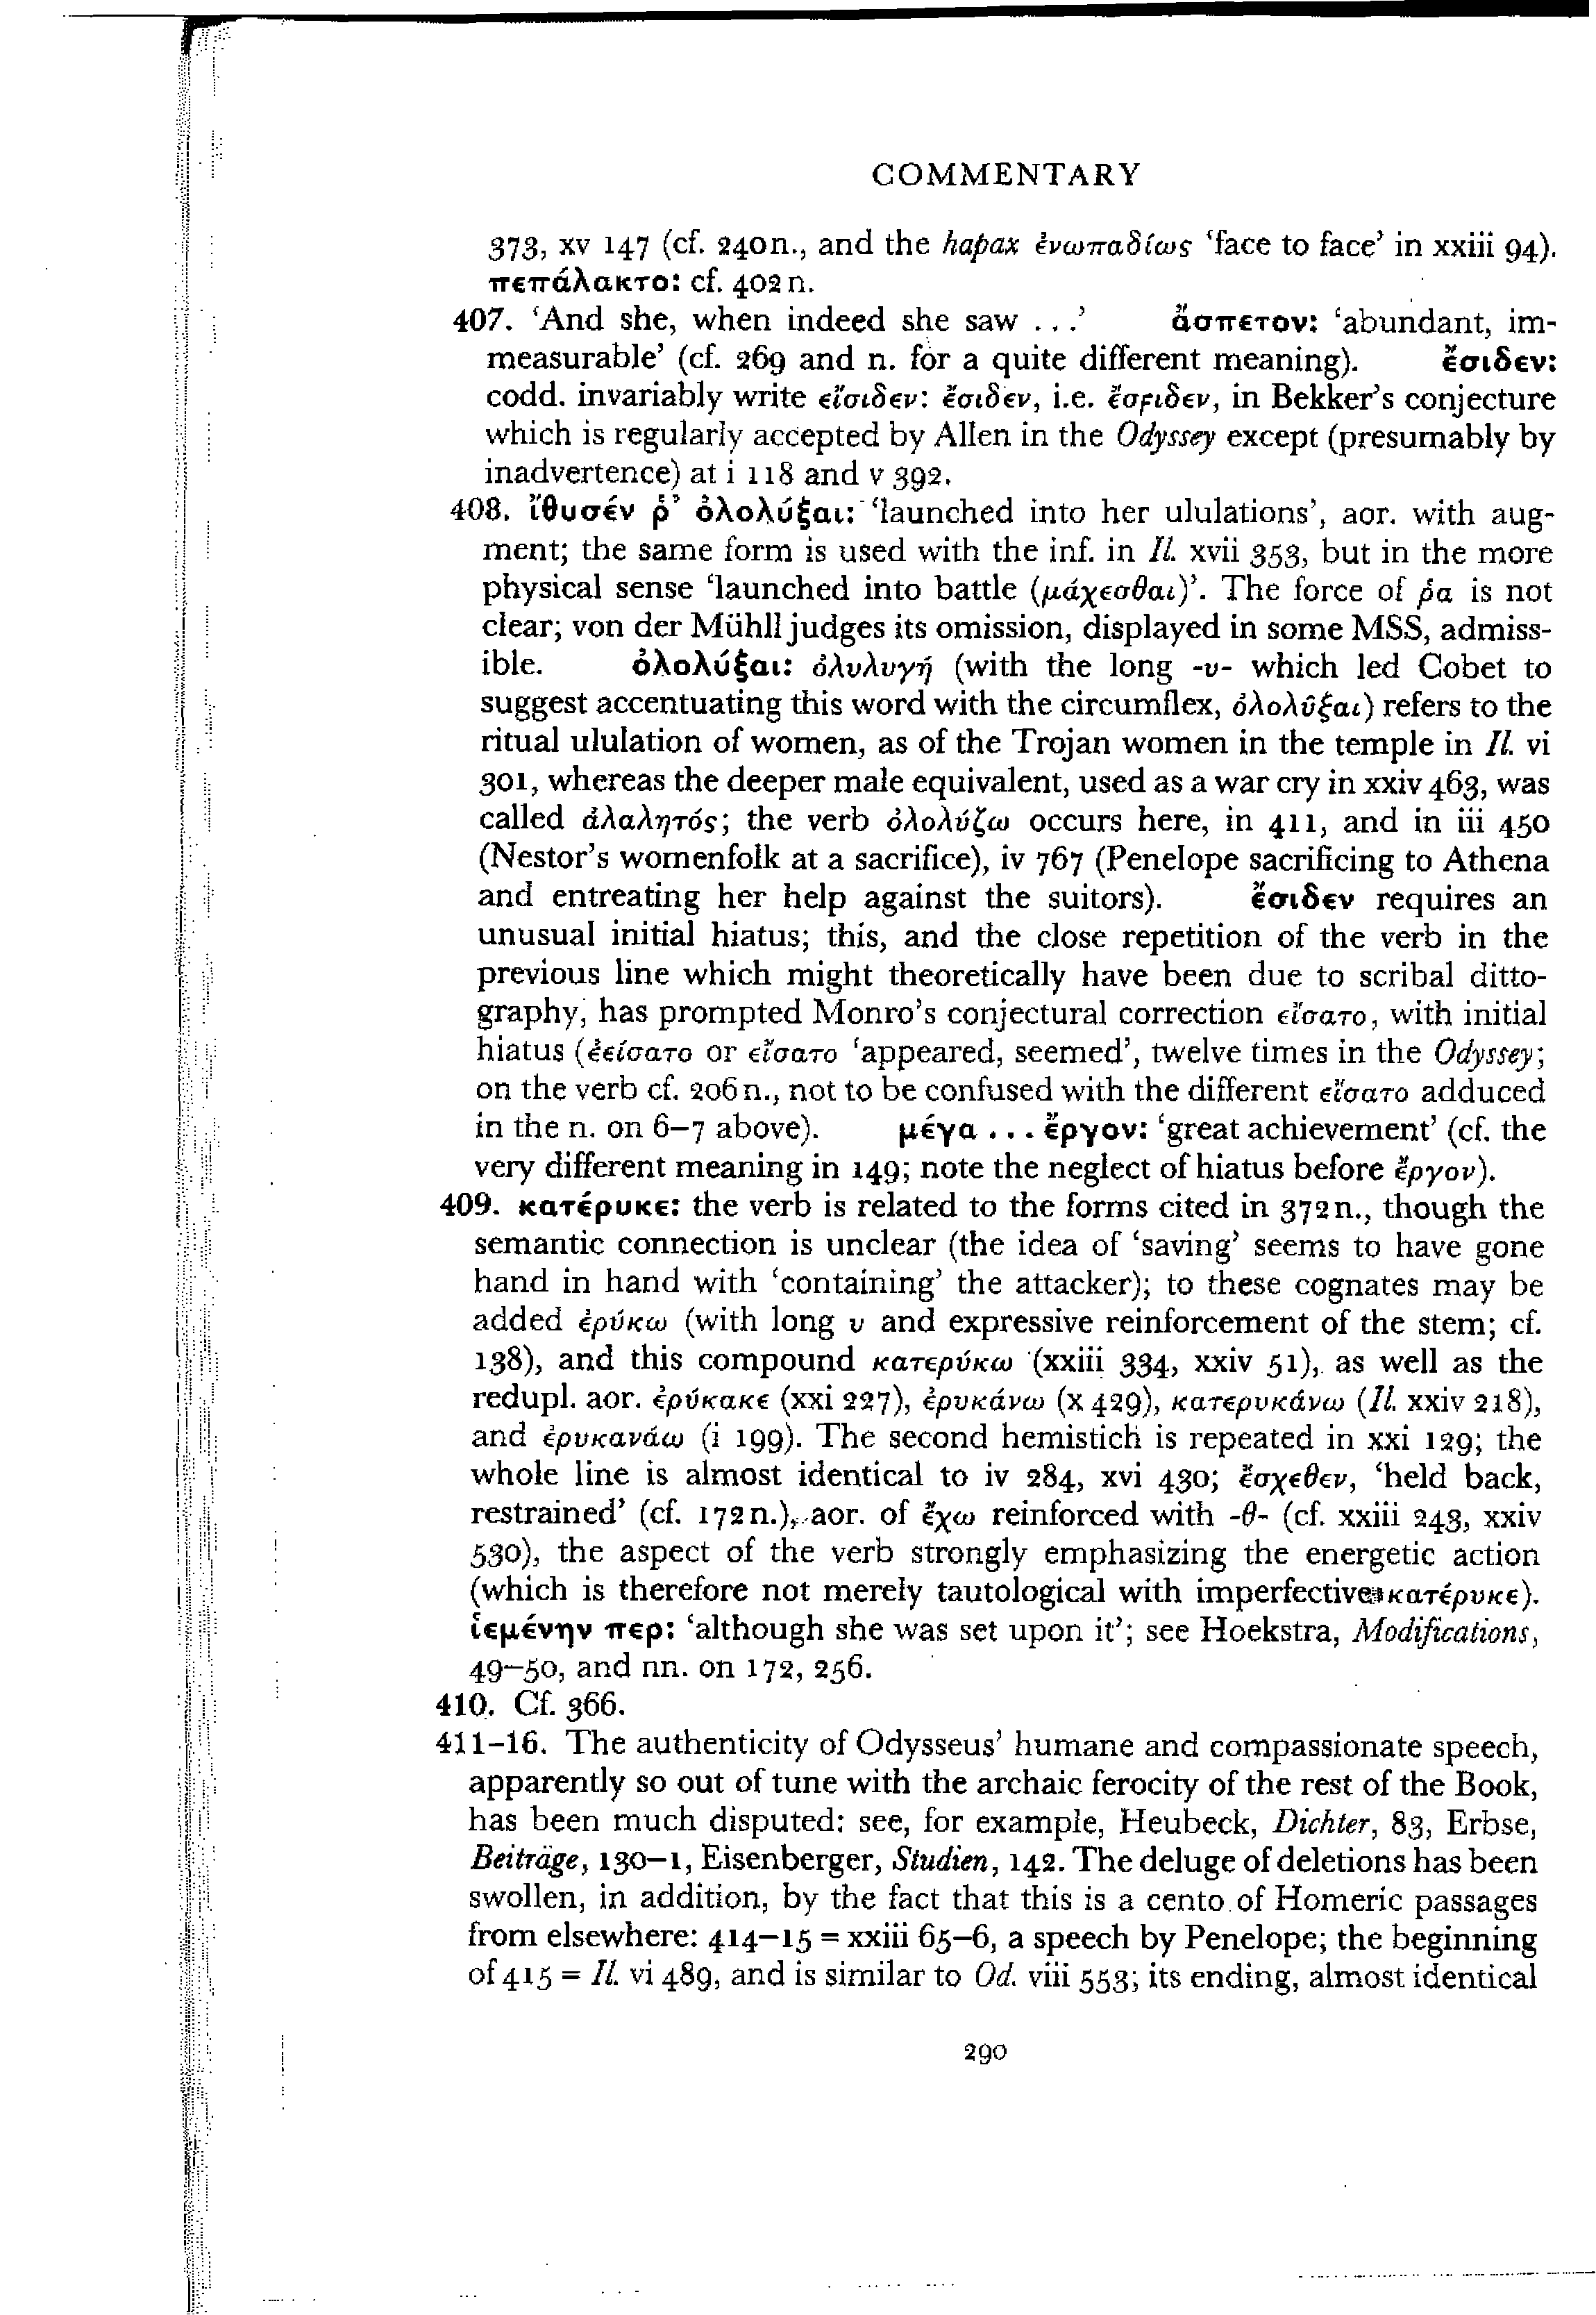 COMMENTARY
373, xv 147 (cf. 240n., and the hapax ἐνωπαδίως ‘face to face’ in xxiii 94).
πεπάλακτο: cf. 402 n.
407. ‘And she, when indeed she saw . . .’ ἄσπετον: ‘abundant, im-
measurable’ (cf. 269 and n. for a quite different meaning). ἔσιδεν:
codd. invariably write εἴσιδεν: ἔσιδεν, i.e. ἔσϝιδεν, in Bekker’s conjecture
which is regularly accepted by Allen in the Odyssey except (presumably by
inadvertence) at i 118 and v 392.
408. ἴθυσέν ῥ’ ὀλολύξαι: ‘launched into her ululations’, aor. with aug-
ment; the same form is used with the inf. in Il. xvii 353, but in the more
physical sense ‘launched into battle (μάχεσθαι)’. The force of ῥα is not
clear; von der Mühll judges its omission, displayed in some MSS, admiss-
ible. ὀλολύξαι: ὀλυλυγή (with the long -υ- which led Cobet to
suggest accentuating this word with the circumflex, ὀλολῦξαι) refers to the
ritual ululation of women, as of the Trojan women in the temple in Il. vi
301, whereas the deeper male equivalent, used as a war cry in xxiv 463, was
called ἀλαλητός; the verb ὀλολύζω occurs here, in 411, and in iii 450
(Nestor’s womenfolk at a sacrifice), iv 767 (Penelope sacrificing to Athena
and entreating her help against the suitors). ἔσιδεν requires an
unusual initial hiatus; this, and the close repetition of the verb in the
previous line which might theoretically have been due to scribal ditto-
graphy, has prompted Monro’s conjectural correction εἴσατο, with initial
hiatus (ἐείσατο or εἴσατο ‘appeared, seemed’, twelve times in the Odyssey;
on the verb cf. 206 n., not to be confused with the different εἴσατο adduced
in the n. on 6–7 above). μέγα . . . ἔργον: ‘great achievement’ (cf. the
very different meaning in 149; note the neglect of hiatus before ἔργον).
409. κατέρυκε: the verb is related to the forms cited in 372 n., though the
semantic connection is unclear (the idea of ‘saving’ seems to have gone
hand in hand with ‘containing’ the attacker); to these cognates may be
added ἐρύκω (with long υ and expressive reinforcement of the stem; cf.
138), and this compound κατερύκω (xxiii 334, xxiv 51), as well as the
redupl. aor. ἐρύκακε (xxi 227), ἐρυκάνω (x 429), κατερυκάνω (Il. xxiv 218),
and ἐρυκανάω (i 199). The second hemistich is repeated in xxi 129; the
whole line is almost identical to iv 284, xvi 430; ἔσχεθεν, ‘held back,
restrained’ (cf. 172 n.), aor. of ἔχω reinforced with -θ- (cf. xxiii 243, xxiv
530), the aspect of the verb strongly emphasizing the energetic action
(which is therefore not merely tautological with imperfective κατέρυκε).
ἱεμένην περ: ‘although she was set upon it’; see Hoekstra, Modifications,
49–50, and nn. on 172, 256.
410. Cf. 366.
411–16. The authenticity of Odysseus’ humane and compassionate speech,
apparently so out of tune with the archaic ferocity of the rest of the Book,
has been much disputed: see, for example, Heubeck, Dichter, 83, Erbse,
Beiträge, 130–1, Eisenberger, Studien, 142. The deluge of deletions has been
swollen, in addition, by the fact that this is a cento of Homeric passages
from elsewhere: 414–15 = xxiii 65–6, a speech by Penelope; the beginning
of 415 = Il. vi 489, and is similar to Od. viii 553; its ending, almost identical
290